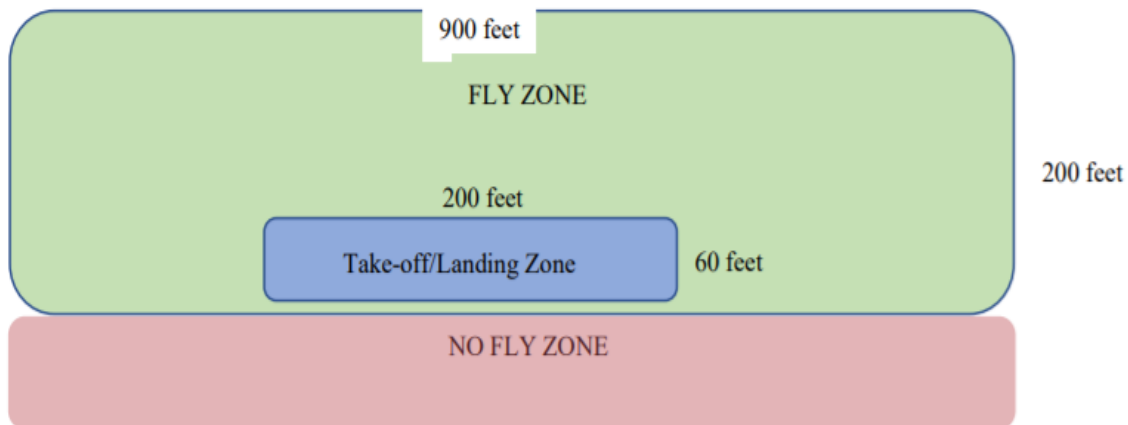 900 feet
FLY ZONE
200 feet
200 feet
Take-off/Landing Zone
60 feet
NO FLY ZONE